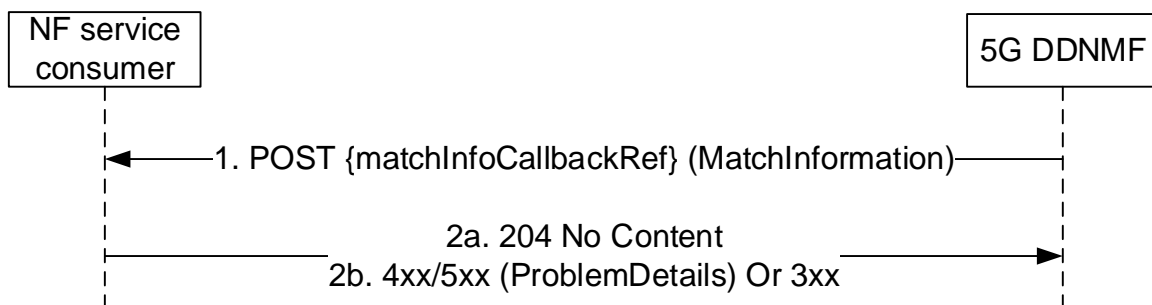 NF service
consumer
5G DDNMF
1. POST {matchInfoCallbackRef} (MatchInformation)
2a. 204 No Content
2b. 4xx/5xx (ProblemDetails) Or 3xx